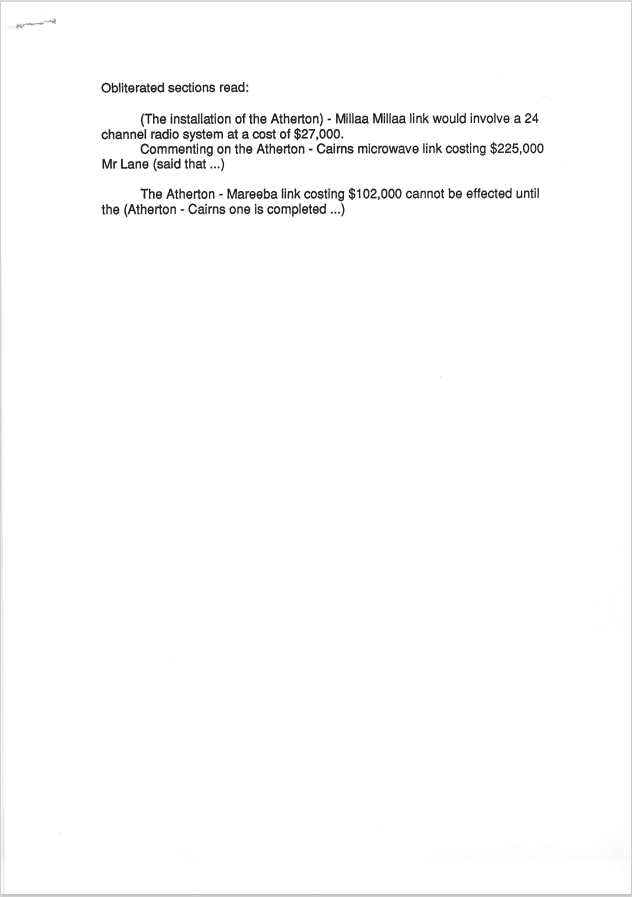 Obliterated sections read:
(The installation of the Atherton) - Millaa Millaa link would involve a 24
channel radio system at a cost of $27,000.
Commenting on the Atherton - Cairns microwave link costing $225,000
Mr Lane (said that ...)
The Atherton - Mareeba link costing $102,000 cannot be effected until
the (Atherton - Cairns one is completed ...)